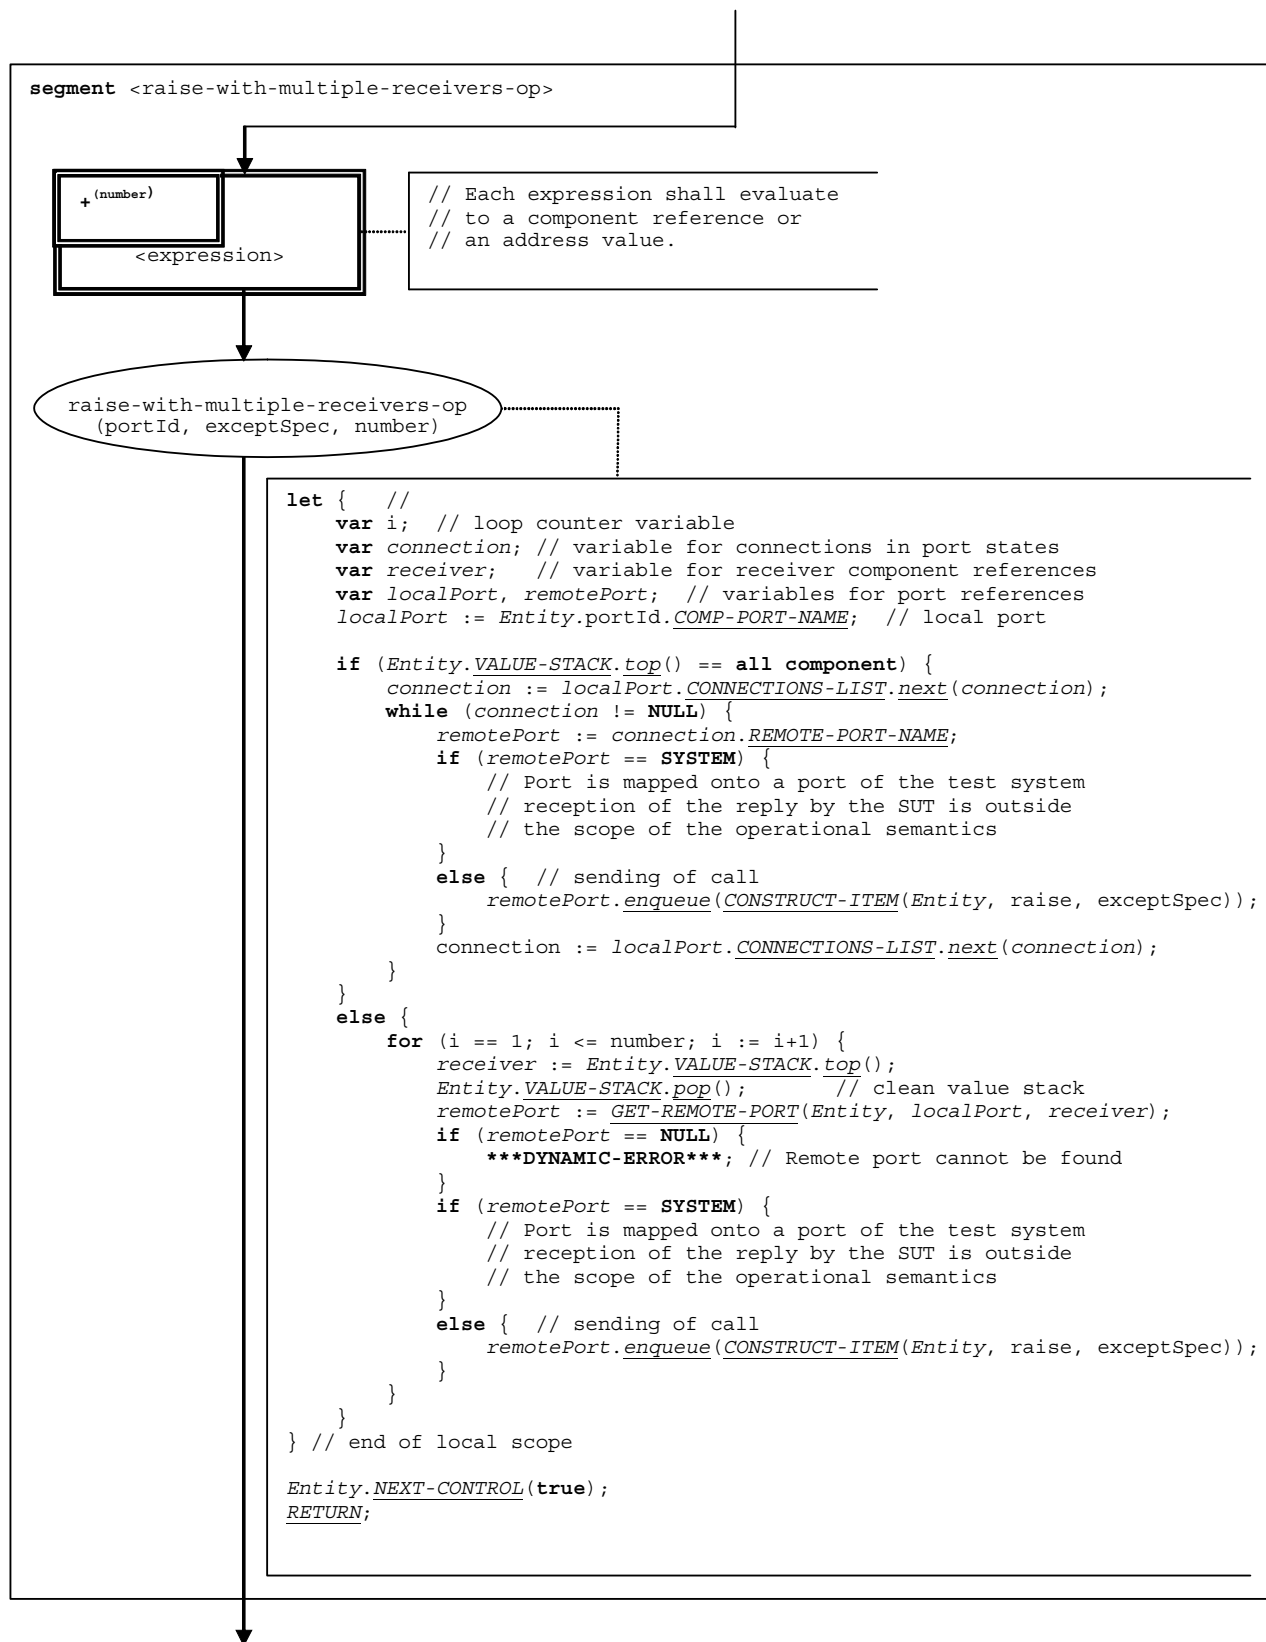 segment <raise-with-multiple-receivers-op>
+(number)
<expression>
// Each expression shall evaluate
// to a component reference or
// an address value.
raise-with-multiple-receivers-op
(portId, exceptSpec, number)
let {   //
    var i;  // loop counter variable
    var connection; // variable for connections in port states
    var receiver;   // variable for receiver component references
    var localPort, remotePort;  // variables for port references
    localPort := Entity.portId.COMP-PORT-NAME;  // local port
    if (Entity.VALUE-STACK.top() == all component) {
        connection := localPort.CONNECTIONS-LIST.next(connection);
        while (connection != NULL) {
            remotePort := connection.REMOTE-PORT-NAME;
            if (remotePort == SYSTEM) {
                // Port is mapped onto a port of the test system
                // reception of the reply by the SUT is outside
                // the scope of the operational semantics
            }
            else {  // sending of call
                remotePort.enqueue(CONSTRUCT-ITEM(Entity, raise, exceptSpec));
            }
            connection := localPort.CONNECTIONS-LIST.next(connection);
        }
    }
    else {
        for (i == 1; i <= number; i := i+1) {
            receiver := Entity.VALUE-STACK.top();
            Entity.VALUE-STACK.pop();       // clean value stack
            remotePort := GET-REMOTE-PORT(Entity, localPort, receiver);
            if (remotePort == NULL) {
                ***DYNAMIC-ERROR***; // Remote port cannot be found
            }
            if (remotePort == SYSTEM) {
                // Port is mapped onto a port of the test system
                // reception of the reply by the SUT is outside
                // the scope of the operational semantics
            }
            else {  // sending of call
                remotePort.enqueue(CONSTRUCT-ITEM(Entity, raise, exceptSpec));
            }
        }
    }
} // end of local scope
Entity.NEXT-CONTROL(true);
RETURN;